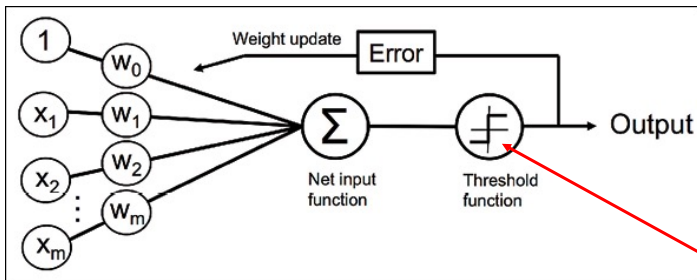 1
w0
Weight update
Error
x1
w1
Σ
Output
x2
w2
Net input
function
Threshold
function
⋮
xm
wm